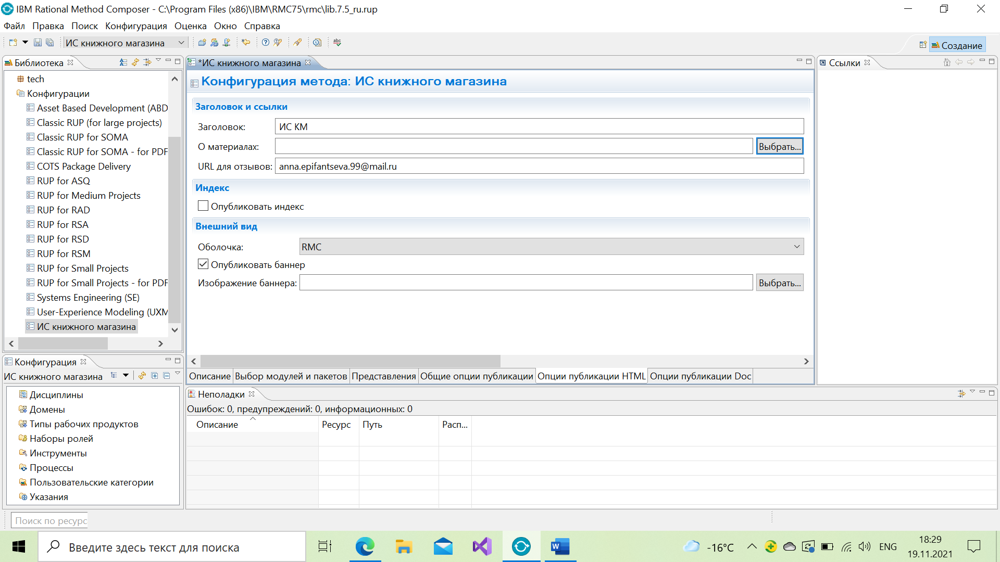 IBM Rational Method Composer - C:\Program Files (x86)\IBM\RMC75\rmc\lib.7.5_ru.rup
Файл Правка Поиск Конфигурация Оценка Окно Справка
ИС книжного магазина
abc
Создание
Библиотека
tech
Конфигурации
Asset Based Development (ABD
Classic RUP (for large projects)
Classic RUP for SOMA
Classic RUP for SOMA - for PDF
COTS Package Delivery
RUP for ASQ
RUP for Medium Projects
RUP for RAD
RUP for RSA
RUP for RSD
RUP for RSM
RUP for Small Projects
RUP for Small Projects - for PDF
Systems Engineering (SE)
User-Experience Modeling (UXM
ИС книжного магазина
Конфигурация
ИС книжного магазина
Дисциплины
Домены
Типы рабочих продуктов
Наборы ролей
Инструменты
Процессы
Пользовательские категории
Указания
*ИС книжного магазина
Конфигурация метода: ИС книжного магазина
Заголовок и ссылки
Заголовок: ИС КМ
О материалах: Выбрать...
URL для отзывов: anna.epifantseva.99@mail.ru
Индекс
Опубликовать индекс
Внешний вид
Оболочка: RMC
Опубликовать баннер
Изображение баннера: Выбрать...
Описание Выбор модулей и пакетов Представления Общие опции публикации Опции публикации HTML Опции публикации Doc
Ссылки
Неполадки
Ошибок: 0, предупреждений: 0, информационных: 0
Описание Ресурс Путь Расп...
Поиск по ресурс
Введите здесь текст для поиска
W
-16°C
ENG
18:29
19.11.2021